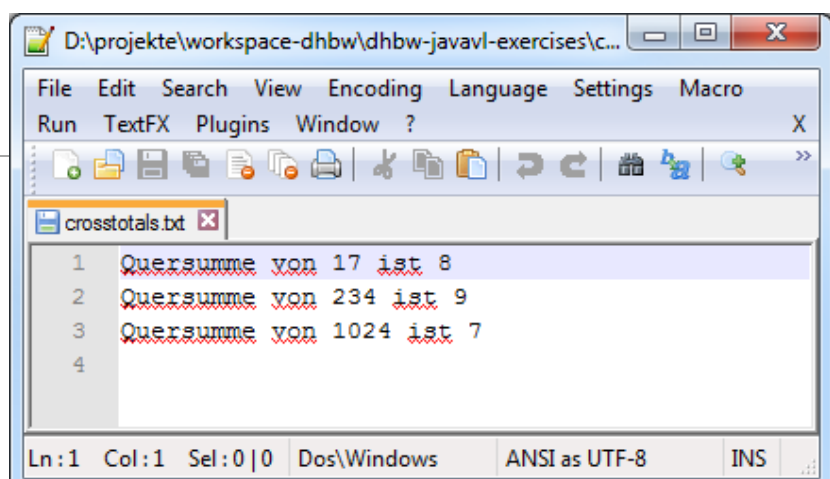 D:\projekte\workspace-dhbw\dhbw-javavl-exercises\c...
File Edit Search View Encoding Language Settings Macro
Run TextFX Plugins Window ? X
crosstotals.txt
1 Quersumme von 17 ist 8
2 Quersumme von 234 ist 9
3 Quersumme von 1024 ist 7
4
Ln : 1 Col : 1 Sel : 0 | 0 Dos\Windows ANSI as UTF-8 INS